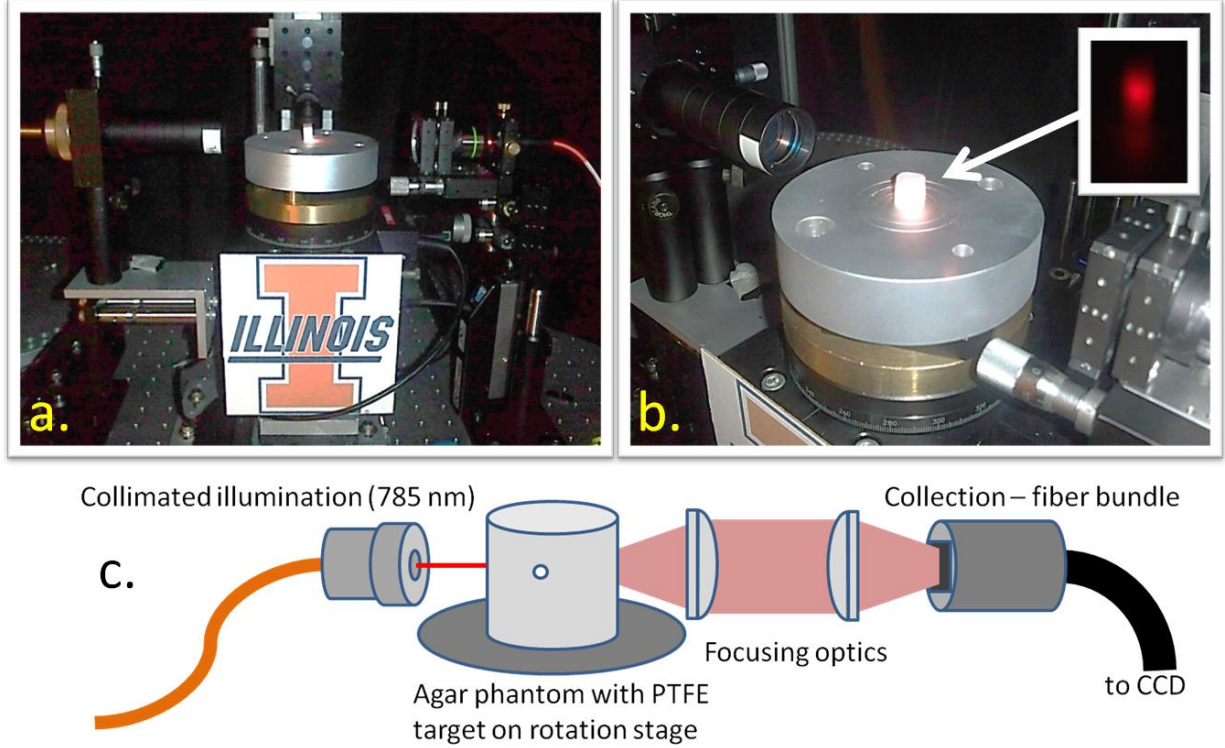 ILLINOIS
a.
b.
Collimated illumination (785 nm)
Collection – fiber bundle
c.
Focusing optics
to CCD
Agar phantom with PTFE
target on rotation stage